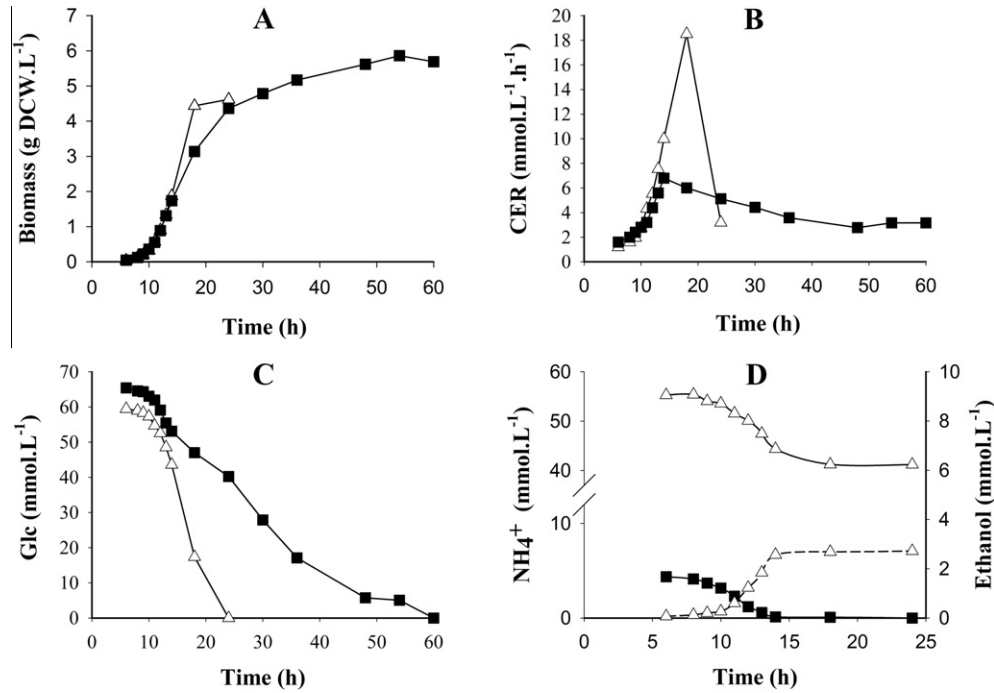 A
Biomass (g DCW.L⁻¹)
7
6
5
4
3
2
1
0
0 10 20 30 40 50 60
Time (h)
B
CER (mmol.L⁻¹.h⁻¹)
20
18
16
14
12
10
8
6
4
2
0
0 10 20 30 40 50 60
Time (h)
C
Glc (mmol.L⁻¹)
70
60
50
40
30
20
10
0
0 10 20 30 40 50 60
Time (h)
D
NH4⁺ (mmol.L⁻¹)
60
50
40
10
0
Ethanol (mmol.L⁻¹)
10
8
6
4
2
0
0 5 10 15 20 25
Time (h)